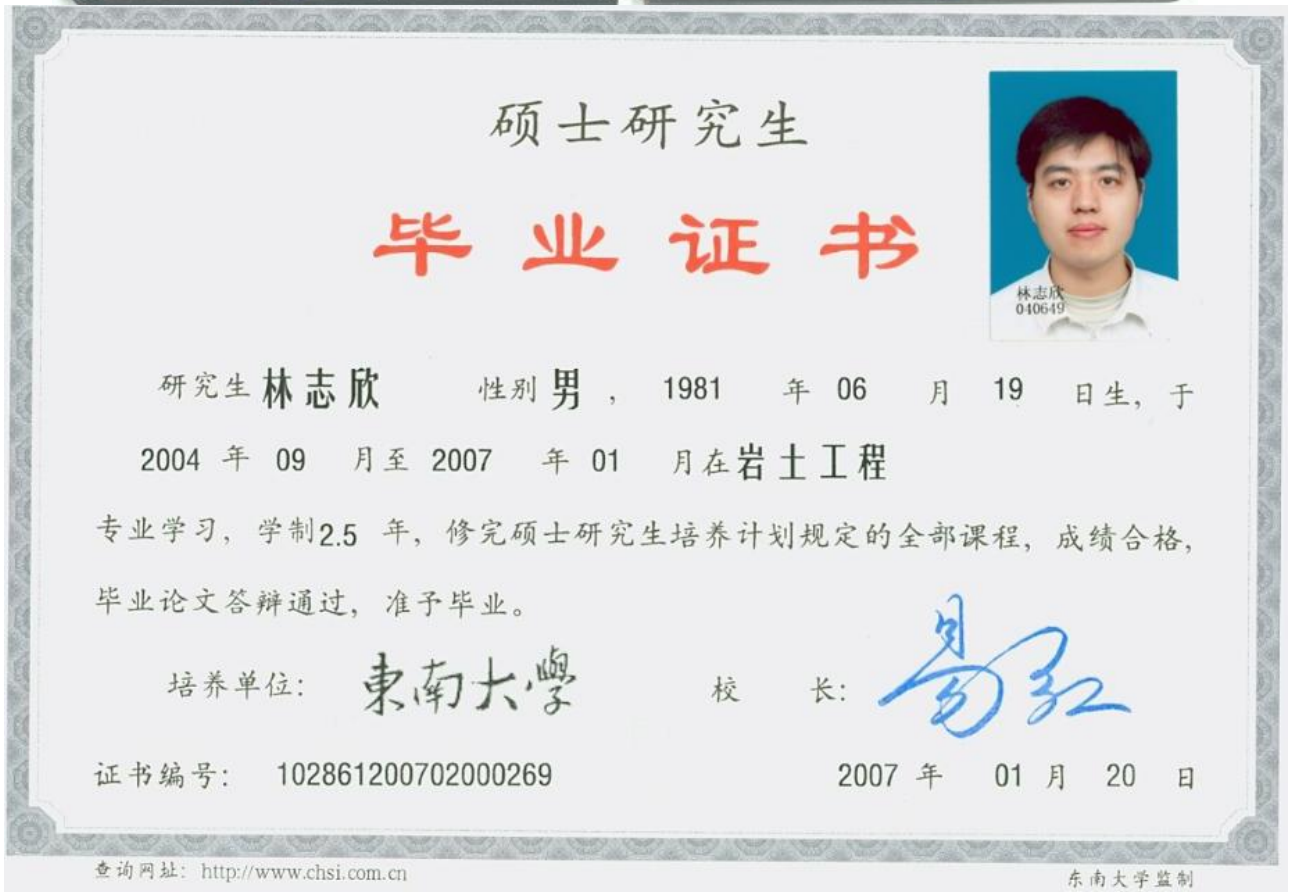 硕士研究生
毕业证书
林志欣
040649
研究生 林志欣 性别 男 , 1981 年 06 月 19 日生, 于
2004 年 09 月至 2007 年 01 月在 岩土工程
专业学习, 学制 2.5 年, 修完硕士研究生培养计划规定的全部课程, 成绩合格,
毕业论文答辩通过, 准予毕业。
培养单位: 東南大學 校 长: 易红
证书编号: 102861200702000269 2007 年 01 月 20 日
查询网址: http://www.chsi.com.cn 东南大学监制